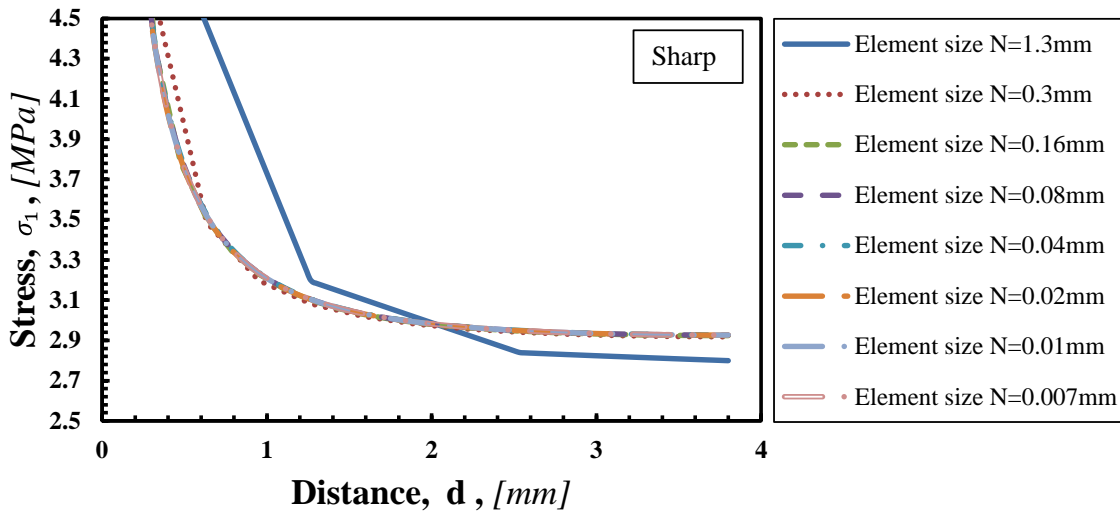 4.5
4.3
4.1
3.9
3.7
3.5
3.3
3.1
2.9
2.7
2.5
Stress, σ1 , [MPa]
0 1 2 3 4
Distance, d , [mm]
Sharp
Element size N=1.3mm
Element size N=0.3mm
Element size N=0.16mm
Element size N=0.08mm
Element size N=0.04mm
Element size N=0.02mm
Element size N=0.01mm
Element size N=0.007mm